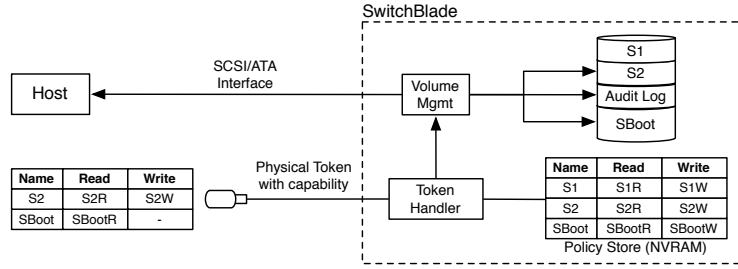 SwitchBlade
S1
S2
Audit Log
SBoot
SCSI/ATA
Interface
Host
Volume
Mgmt
Physical Token
with capability
Token
Handler
Name Read Write
S2 S2R S2W
SBoot SBootR -
Name Read Write
S1 S1R S1W
S2 S2R S2W
SBoot SBootR SBootW
Policy Store (NVRAM)